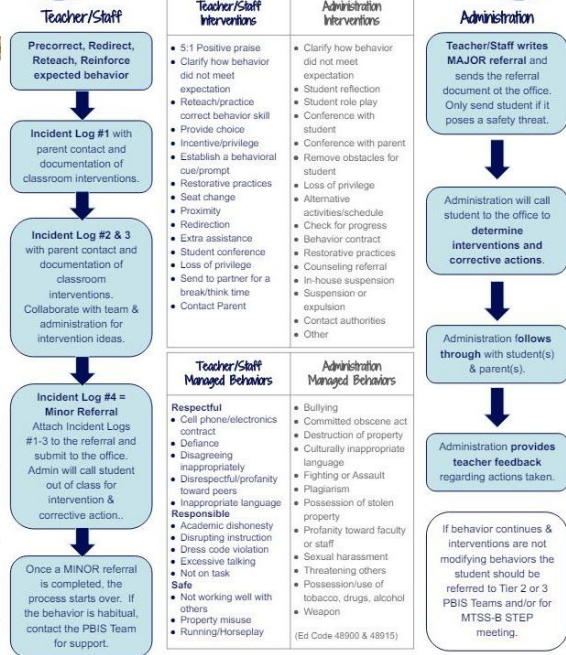 Teacher/Staff
Precorrect, Redirect,
Reteach, Reinforce
expected behavior
Incident Log #1 with
parent contact and
documentation of
classroom interventions.
Incident Log #2 & 3
with parent contact and
documentation of
classroom
interventions.
Collaborate with team &
administration for
intervention ideas.
Incident Log #4 =
Minor Referral
Attach Incident Logs
#1-3 to the referral and
submit to the office.
Admin will call student
out of class for
intervention &
corrective action..
Once a MINOR referral
is completed, the
process starts over. If
the behavior is habitual,
contact the PBIS Team
for support.
Teacher/Staff
Interventions
• 5:1 Positive praise
• Clarify how behavior
did not meet
expectation
• Reteach/practice
correct behavior skill
• Provide choice
• Incentive/privilege
• Establish a behavioral
cue/prompt
• Restorative practices
• Seat change
• Proximity
• Redirection
• Extra assistance
• Student conference
• Loss of privilege
• Send to partner for a
break/think time
• Contact Parent
Administration
Interventions
• Clarify how behavior
did not meet
expectation
• Student reflection
• Student role play
• Conference with
student
• Conference with parent
• Remove obstacles for
student
• Loss of privilege
• Alternative
activities/schedule
• Check for progress
• Behavior contract
• Restorative practices
• Counseling referral
• In-house suspension
• Suspension or
expulsion
• Contact authorities
• Other
Teacher/Staff
Managed Behaviors
Respectful
• Cell phone/electronics
contract
• Defiance
• Disagreeing
inappropriately
• Disrespectful/profanity
toward peers
• Inappropriate language
Responsible
• Academic dishonesty
• Disrupting instruction
• Dress code violation
• Excessive talking
• Not on task
Safe
• Not working well with
others
• Property misuse
• Running/Horseplay
Administration
Managed Behaviors
• Bullying
• Committed obscene act
• Destruction of property
• Culturally inappropriate
language
• Fighting or Assault
• Plagiarism
• Possession of stolen
property
• Profanity toward faculty
or staff
• Sexual harassment
• Threatening others
• Possession/use of
tobacco, drugs, alcohol
• Weapon
(Ed Code 48900 & 48915)
Administration
Teacher/Staff writes
MAJOR referral and
sends the referral
document ot the office.
Only send student if it
poses a safety threat.
Administration will call
student to the office to
determine
interventions and
corrective actions.
Administration follows
through with student(s)
& parent(s).
Administration provides
teacher feedback
regarding actions taken.
If behavior continues &
interventions are not
modifying behaviors the
student should be
referred to Tier 2 or 3
PBIS Teams and/or for
MTSS-B STEP
meeting.